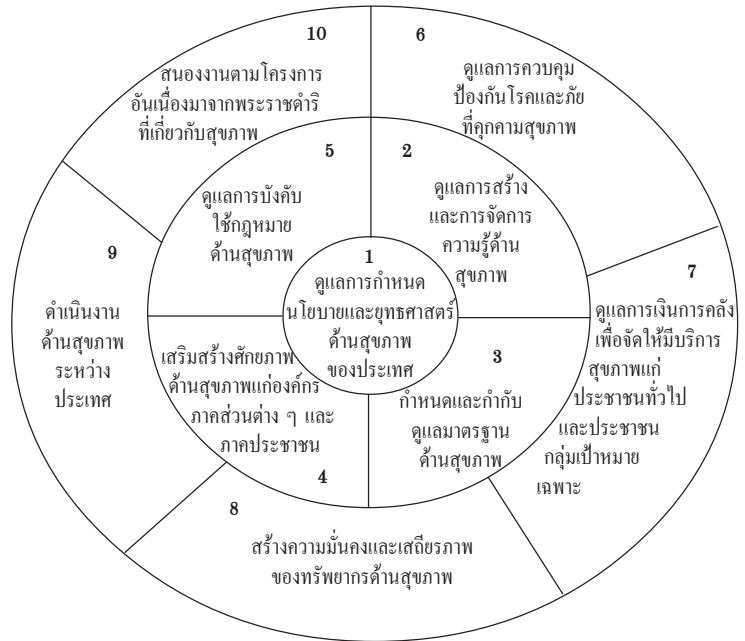 10
สนองงานตามโครงการ
อันเนื่องมาจากพระราชดำริ
ที่เกี่ยวกับสุขภาพ
6
ดูแลการควบคุม
ป้องกันโรคและภัย
ที่คุกคามสุขภาพ
5
ดูแลการบังคับ
ใช้กฎหมาย
ด้านสุขภาพ
2
ดูแลการสร้าง
และการจัดการ
ความรู้ด้าน
สุขภาพ
1
ดูแลการกำหนด
นโยบายและยุทธศาสตร์
ด้านสุขภาพ
ของประเทศ
9
ดำเนินงาน
ด้านสุขภาพ
ระหว่าง
ประเทศ
7
ดูแลการเงินการคลัง
เพื่อจัดให้มีบริการ
สุขภาพแก่
ประชาชนทั่วไป
และประชาชน
กลุ่มเป้าหมาย
เฉพาะ
เสริมสร้างศักยภาพ
ด้านสุขภาพแก่องค์กร
ภาคส่วนต่าง ๆ และ
ภาคประชาชน
4
3
กำหนดและกำกับ
ดูแลมาตรฐาน
ด้านสุขภาพ
8
สร้างความมั่นคงและเสถียรภาพ
ของทรัพยากรด้านสุขภาพ